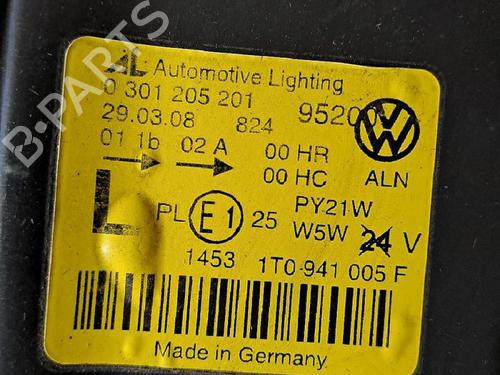 AL Automotive Lighting
0 301 205 201 95200
29.03.08 824
01 1b 02 A 00 HR
00 HC ALN
L PL E1 25 PY21W
W5W 24 V
1453 1T0-941 005 F
Made in Germany
B-PARTS